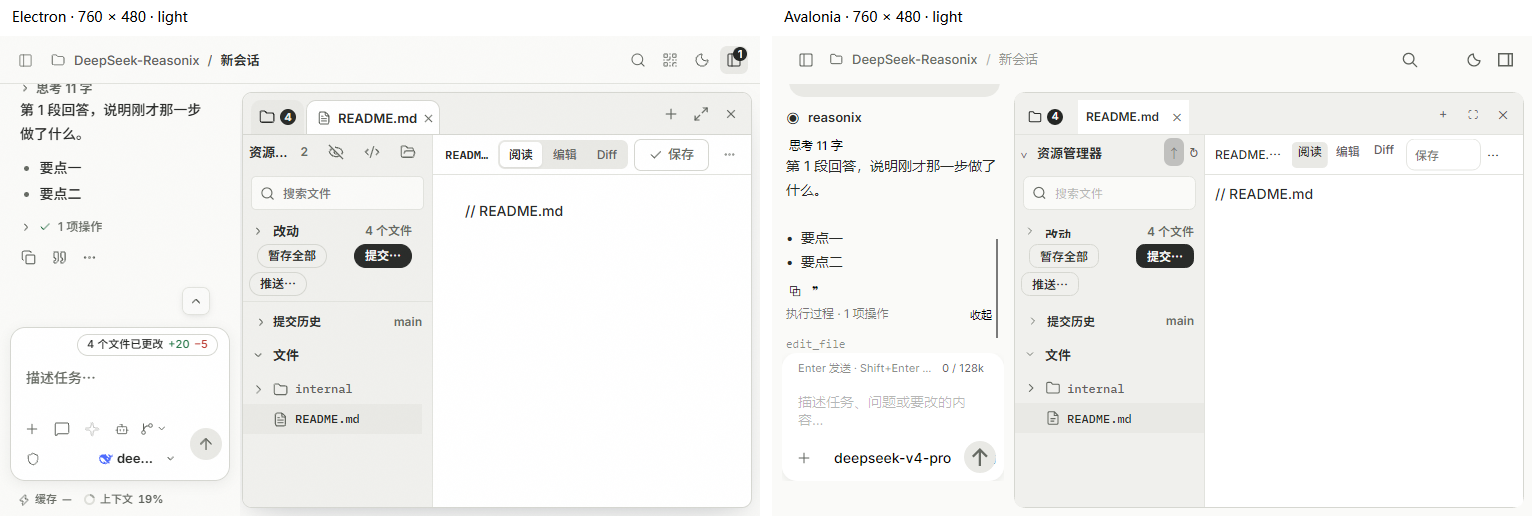 Electron · 760 × 480 · light
DeepSeek-Reasonix / 新会话
1
思考 11 字
第 1 段回答，说明刚才那一步
做了什么。
• 要点一
• 要点二
1 项操作
4 个文件已更改 +20 −5
描述任务…
dee...
缓存 — 上下文 19%
4 README.md
资源... 2
READM... 阅读 编辑 Diff 保存
搜索文件
// README.md
改动 4 个文件
暂存全部 提交…
推送…
提交历史 main
文件
internal
README.md
Avalonia · 760 × 480 · light
DeepSeek-Reasonix / 新会话
reasonix
思考 11 字
第 1 段回答，说明刚才那一步做了
什么。
• 要点一
• 要点二
执行过程 · 1 项操作 收起
edit_file
Enter 发送 · Shift+Enter ... 0 / 128k
描述任务、问题或要改的内
容...
deepseek-v4-pro
4 README.md
资源管理器
README.… 阅读 编辑 Diff 保存
搜索文件
// README.md
改动 4 个文件
暂存全部 提交…
推送…
提交历史 main
文件
internal
README.md